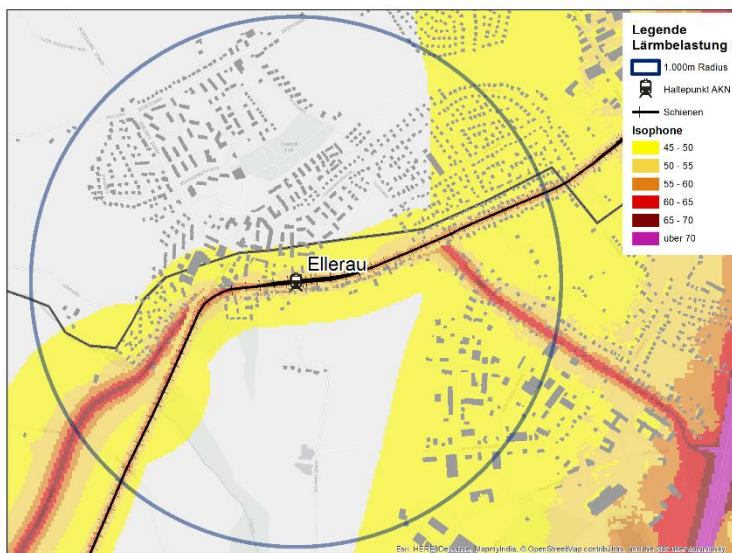 Legende
Lärmbelastung
1.000m Radius
Haltepunkt AKN
Schienen
Isophone
45 - 50
50 - 55
55 - 60
60 - 65
65 - 70
über 70
Ellerau
Esri, HERE, DeLorme, MapmyIndia, © OpenStreetMap contributors, and the GIS user community